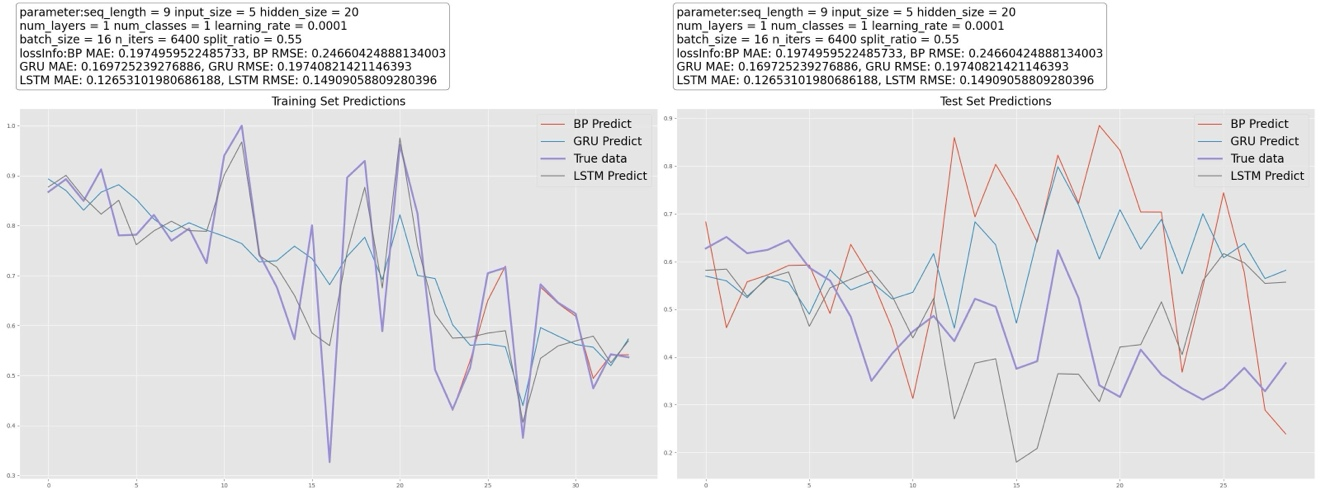 parameter:seq_length = 9 input_size = 5 hidden_size = 20
num_layers = 1 num_classes = 1 learning_rate = 0.0001
batch_size = 16 n_iters = 6400 split_ratio = 0.55
lossInfo:BP MAE: 0.1974959522485733, BP RMSE: 0.24660424888134003
GRU MAE: 0.169725239276886, GRU RMSE: 0.19740821421146393
LSTM MAE: 0.12653101980686188, LSTM RMSE: 0.14909058809280396
Training Set Predictions
BP Predict
GRU Predict
True data
LSTM Predict
1.0
0.9
0.8
0.7
0.6
0.5
0.4
0.3
0 5 10 15 20 25 30
parameter:seq_length = 9 input_size = 5 hidden_size = 20
num_layers = 1 num_classes = 1 learning_rate = 0.0001
batch_size = 16 n_iters = 6400 split_ratio = 0.55
lossInfo:BP MAE: 0.1974959522485733, BP RMSE: 0.24660424888134003
GRU MAE: 0.169725239276886, GRU RMSE: 0.19740821421146393
LSTM MAE: 0.12653101980686188, LSTM RMSE: 0.14909058809280396
Test Set Predictions
BP Predict
GRU Predict
True data
LSTM Predict
0.9
0.8
0.7
0.6
0.5
0.4
0.3
0.2
0 5 10 15 20 25